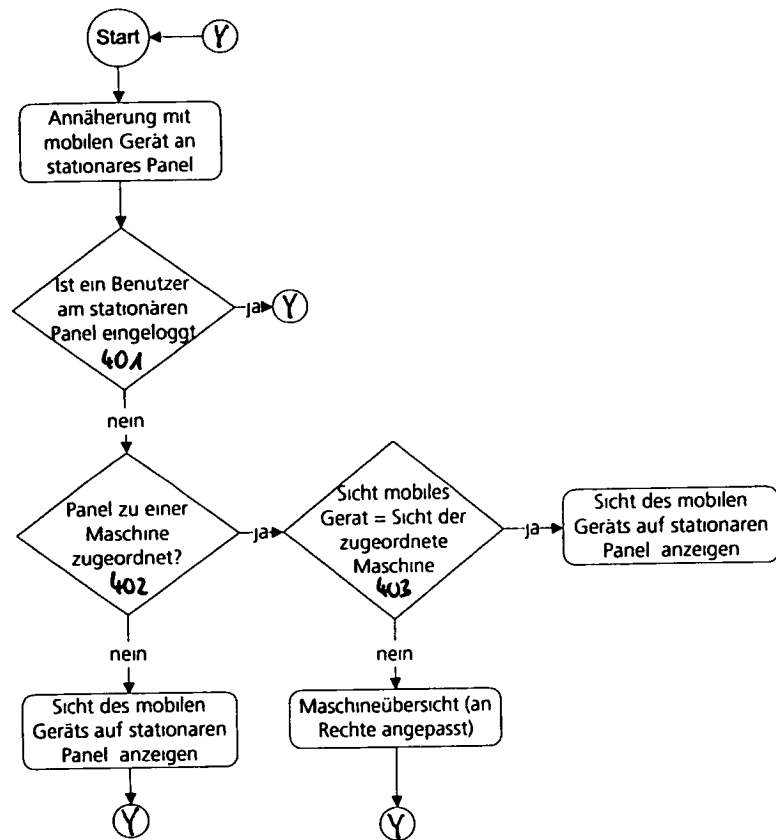 Start
Y
Annäherung mit
mobilen Gerät an
stationares Panel
Ist ein Benutzer
am stationären
Panel eingeloggt
401
ja
Y
nein
Panel zu einer
Maschine
zugeordnet?
402
ja
Sicht mobiles
Gerat = Sicht der
zugeordnete
Maschine
403
ja
Sicht des mobilen
Geräts auf stationaren
Panel anzeigen
nein
Sicht des mobilen
Geräts auf stationaren
Panel anzeigen
Y
nein
Maschineübersicht (an
Rechte angepasst)
Y